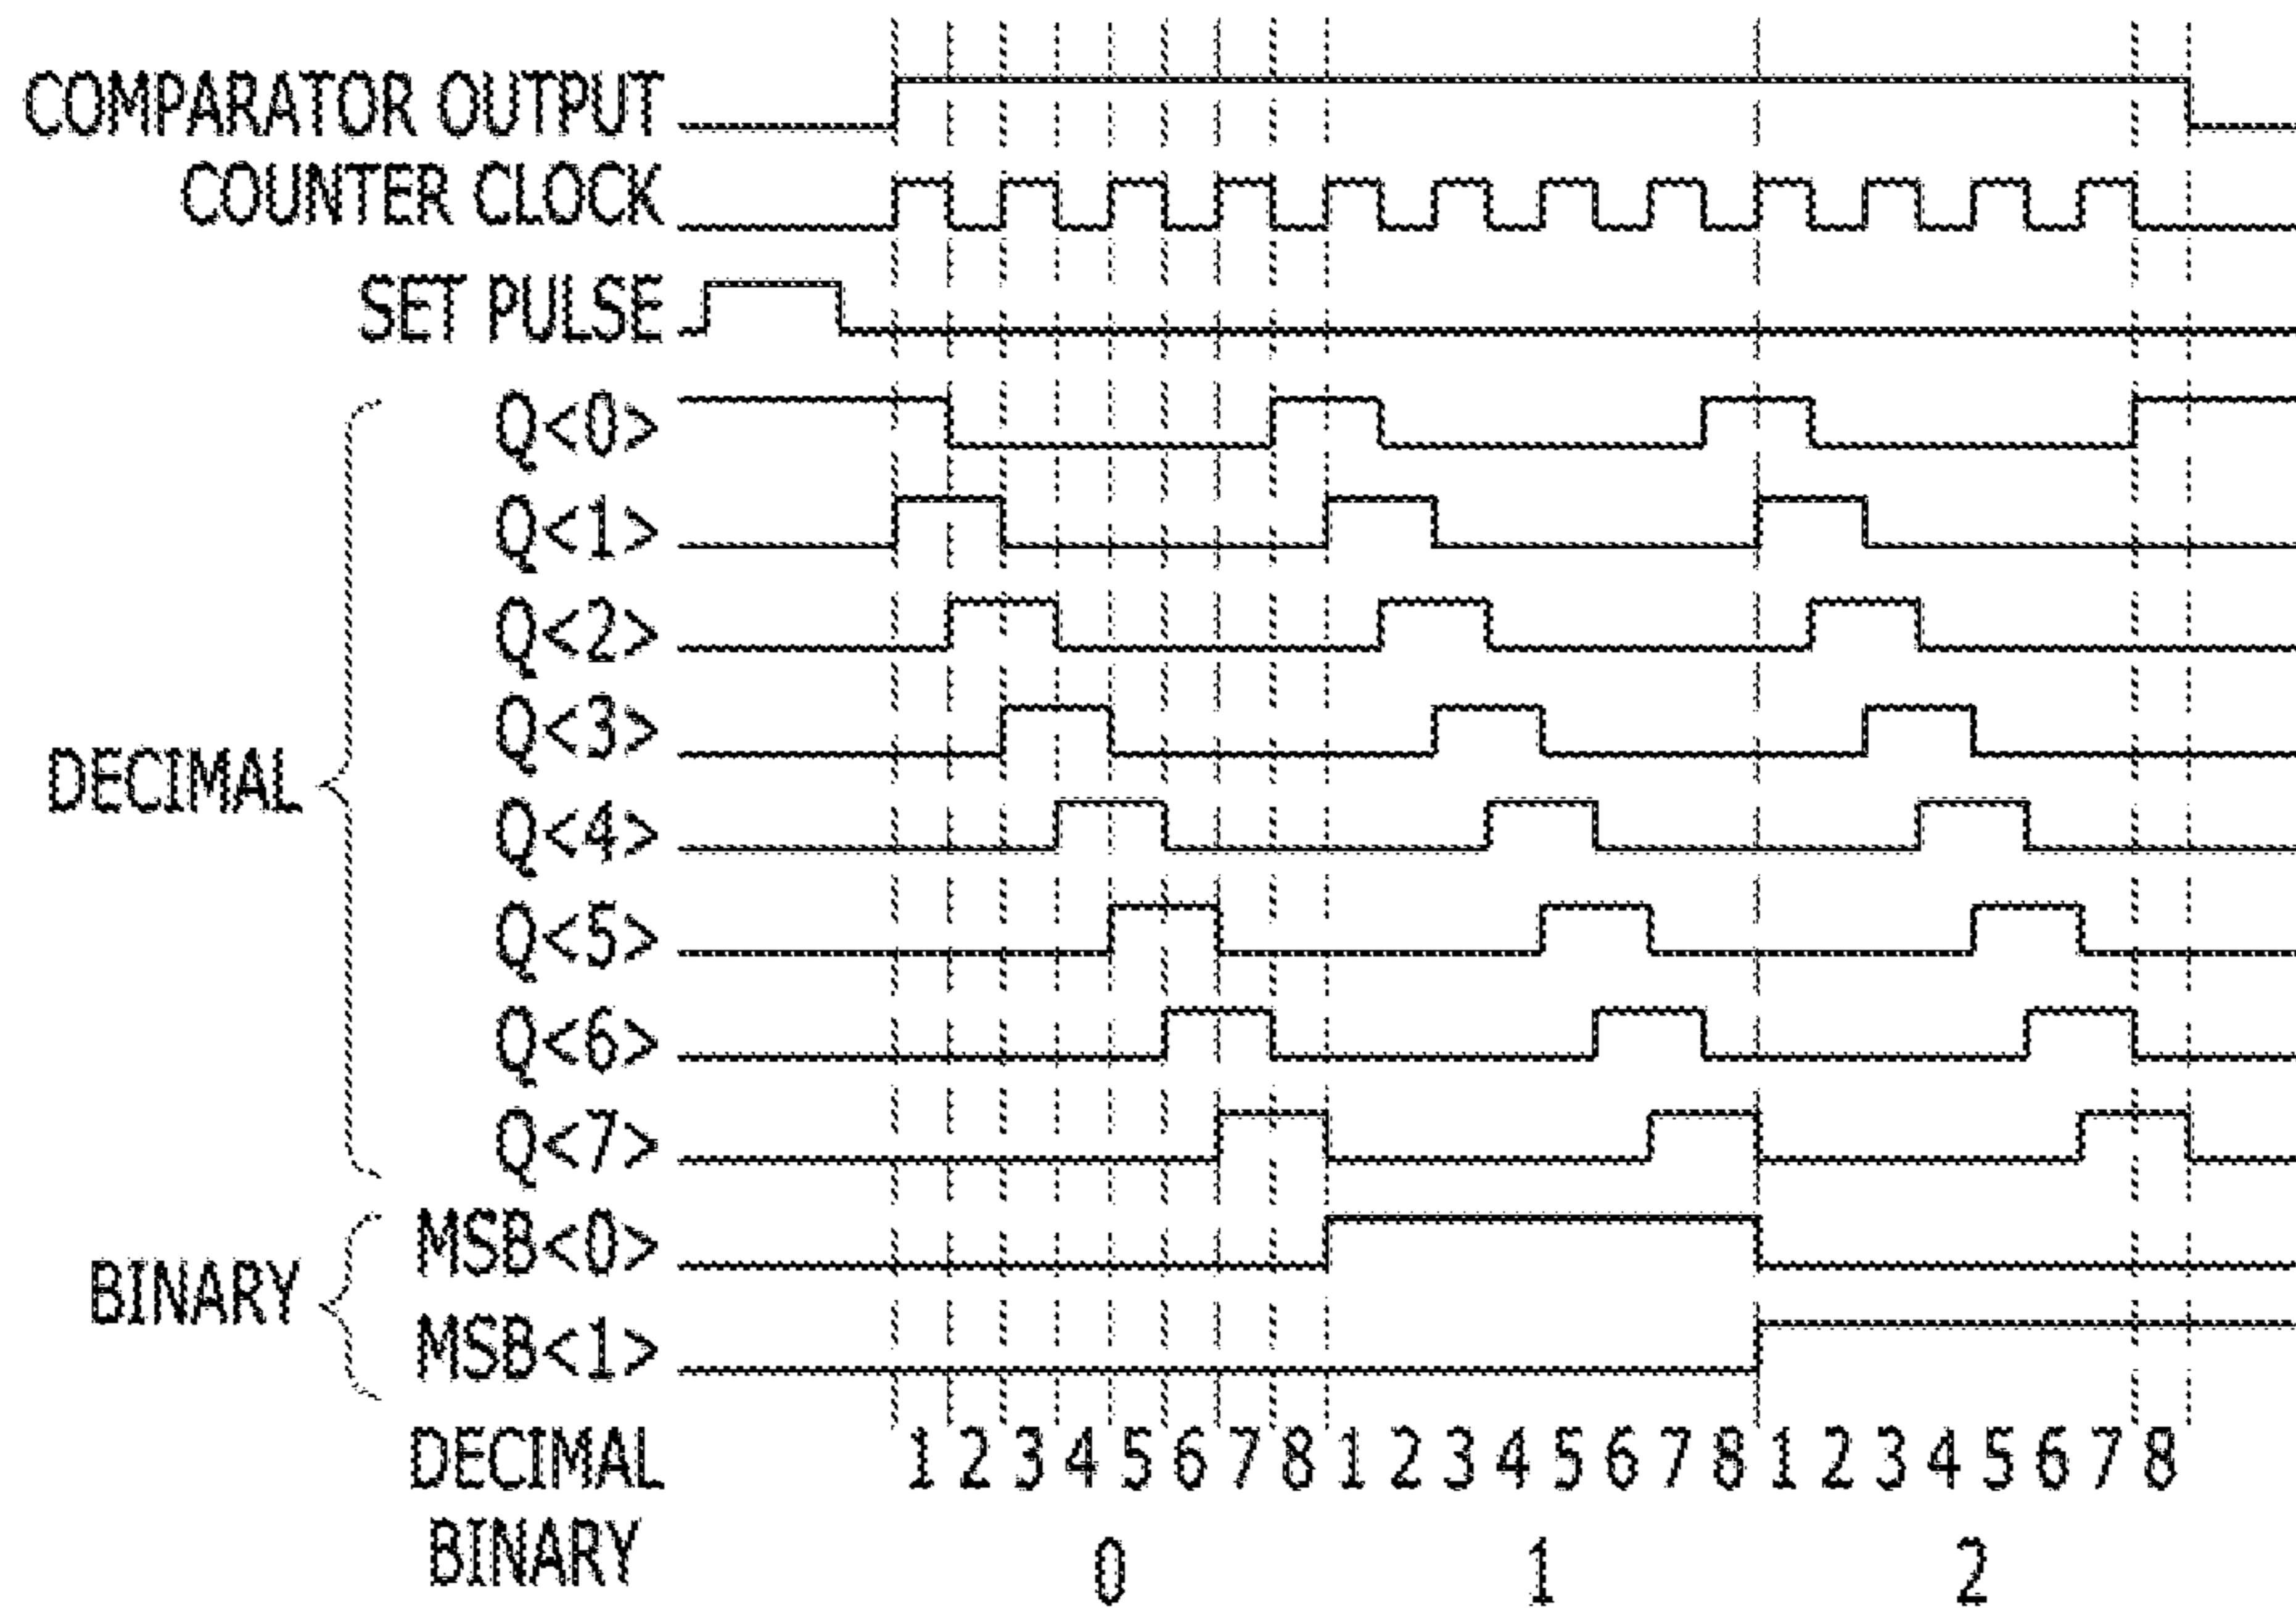 COMPARATOR OUTPUT
COUNTER CLOCK
SET PULSE
Q<0>
Q<1>
Q<2>
Q<3>
DECIMAL
Q<4>
Q<5>
Q<6>
Q<7>
MSB<0>
BINARY
MSB<1>
DECIMAL 1 2 3 4 5 6 7 8 1 2 3 4 5 6 7 8 1 2 3 4 5 6 7 8
BINARY 0 1 2